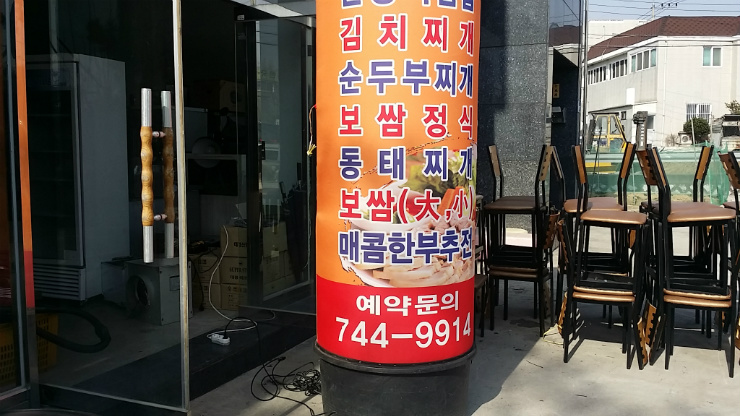 김치찌개
순두부찌개
보쌈정식
동태찌개
보쌈(大,小)
매콤한부추전
예약문의
744-9914